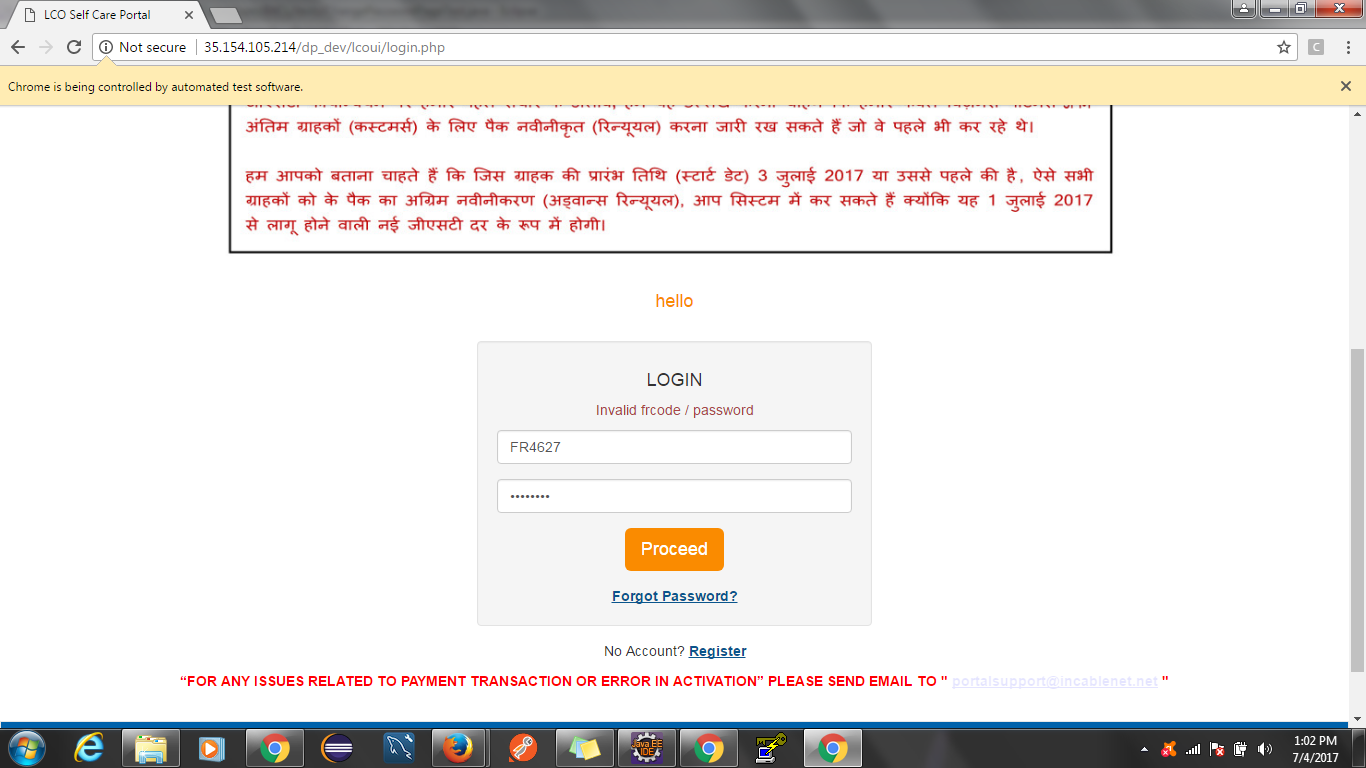 LCO Self Care Portal
Not secure 35.154.105.214/dp_dev/lcoui/login.php
Chrome is being controlled by automated test software.
अंतिम ग्राहकों (कस्टमर्स) के लिए पैक नवीनीकृत (रिन्यूयल) करना जारी रख सकते हैं जो वे पहले भी कर रहे थे।
हम आपको बताना चाहते हैं कि जिस ग्राहक की प्रारंभ तिथि (स्टार्ट डेट) 3 जुलाई 2017 या उससे पहले की है, ऐसे सभी
ग्राहकों को के पैक का अग्रिम नवीनीकरण (अड्वान्स रिन्यूयल), आप सिस्टम में कर सकते हैं क्योंकि यह 1 जुलाई 2017
से लागू होने वाली नई जीएसटी दर के रूप में होगी।
hello
LOGIN
Invalid frcode / password
FR4627
••••••••
Proceed
Forgot Password?
No Account? Register
“FOR ANY ISSUES RELATED TO PAYMENT TRANSACTION OR ERROR IN ACTIVATION” PLEASE SEND EMAIL TO " portalsupport@incablenet.net "
Java EE
IDE
1:02 PM
7/4/2017